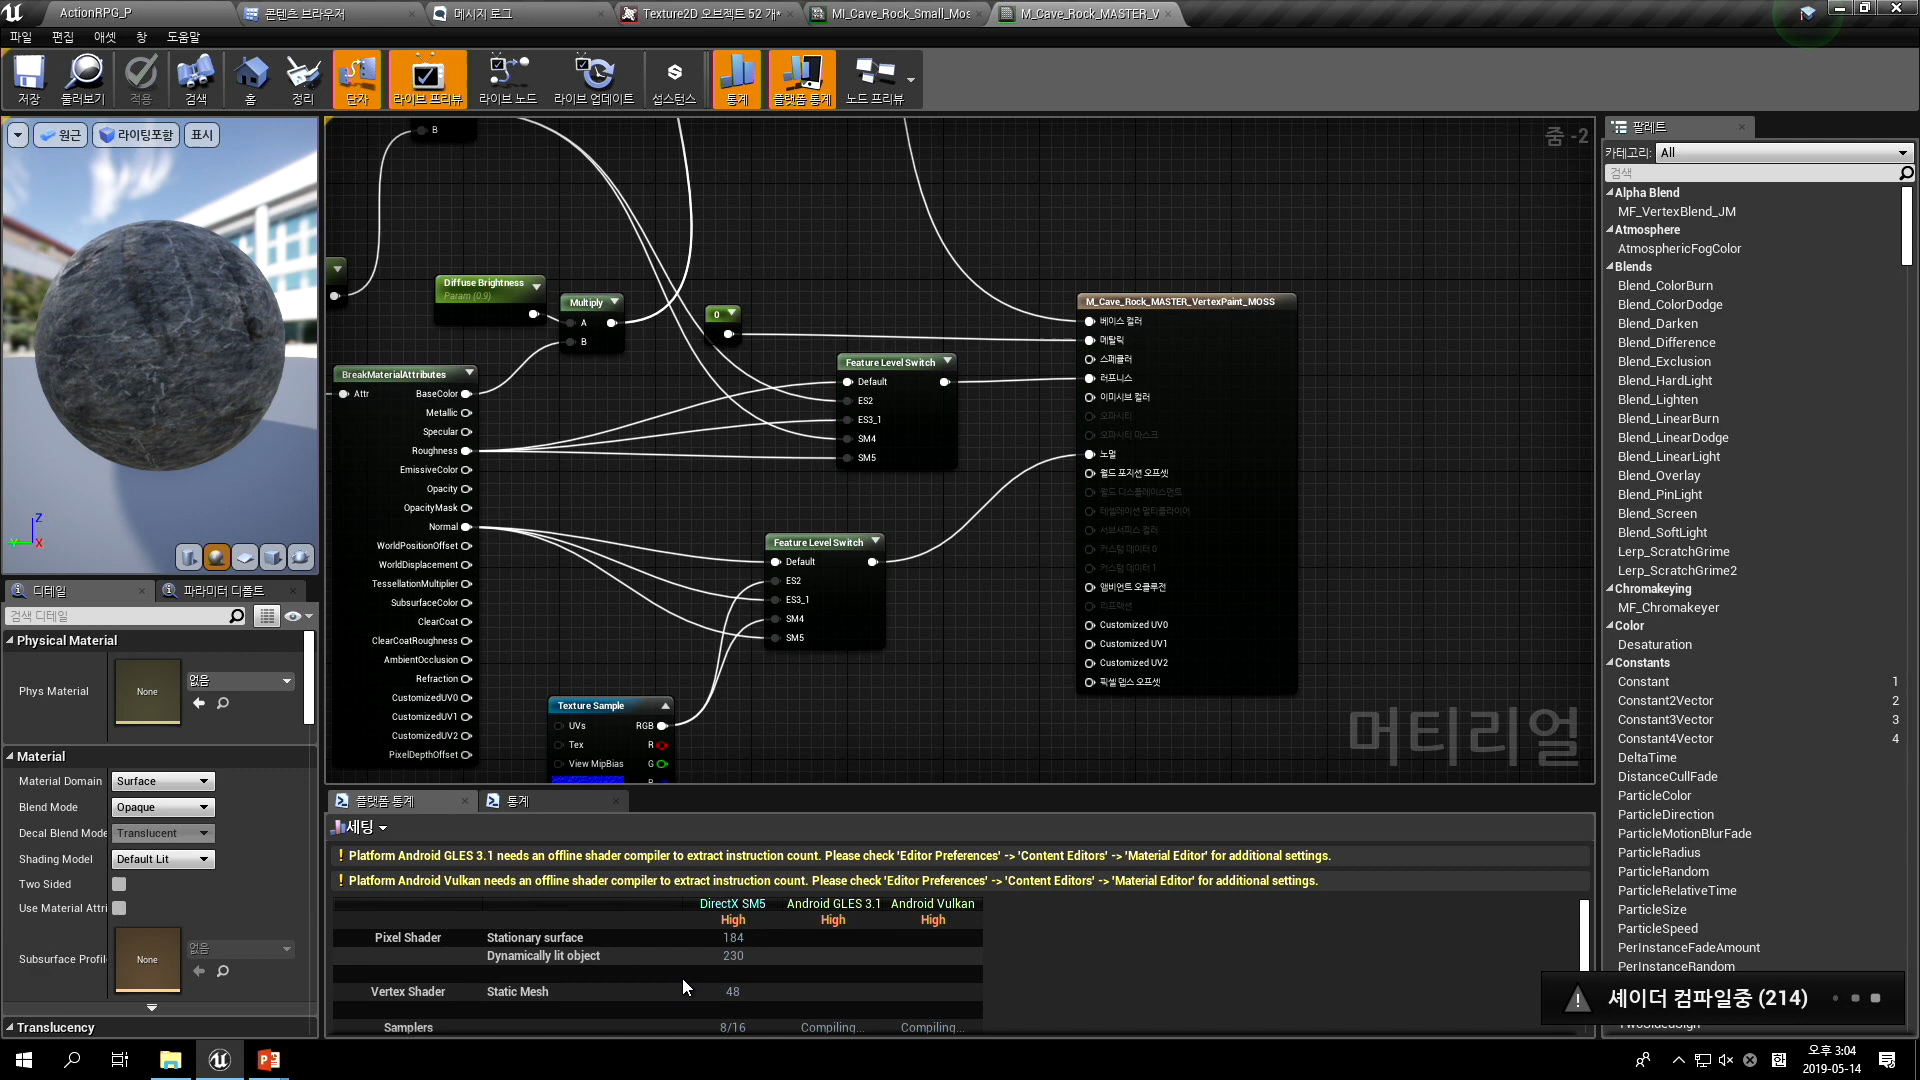 ActionRPG_P
콘텐츠 브라우저
메시지 로그
Texture2D 오브젝트 52 개*
MI_Cave_Rock_Small_Mos
M_Cave_Rock_MASTER_V
파일 편집 애셋 창 도움말
저장
둘러보기
적용
검색
홈
정리
단자
라이브 프리뷰
라이브 노드
라이브 업데이트
섭스턴스
통계
플랫폼 통계
노드 프리뷰
원근
라이팅포함
표시
Z
X
줌 -2
B
Diffuse Brightness
Param (0.9)
Multiply
A
B
0
BreakMaterialAttributes
Attr
BaseColor
Metallic
Specular
Roughness
EmissiveColor
Opacity
OpacityMask
Normal
WorldPositionOffset
WorldDisplacement
TessellationMultiplier
SubsurfaceColor
ClearCoat
ClearCoatRoughness
AmbientOcclusion
Refraction
CustomizedUV0
CustomizedUV1
CustomizedUV2
PixelDepthOffset
Feature Level Switch
Default
ES2
ES3_1
SM4
SM5
Feature Level Switch
Default
ES2
ES3_1
SM4
SM5
Texture Sample
UVs
RGB
Tex
R
View MipBias
G
M_Cave_Rock_MASTER_VertexPaint_MOSS
베이스 컬러
메탈릭
스페큘러
러프니스
이미시브 컬러
오파시티
오파시티 마스크
노멀
월드 포지션 오프셋
월드 디스플레이스먼트
테셀레이션 멀티플라이어
서브서피스 컬러
커스텀 데이터 0
커스텀 데이터 1
앰비언트 오클루전
리프랙션
Customized UV0
Customized UV1
Customized UV2
픽셀 뎁스 오프셋
머티리얼
디테일
파라미터 디폴트
검색 디테일
Physical Material
Phys Material
None
없음
Material
Material Domain
Surface
Blend Mode
Opaque
Decal Blend Mode
Translucent
Shading Model
Default Lit
Two Sided
Use Material Attri
Subsurface Profil
None
없음
Translucency
플랫폼 통계
통계
세팅
! Platform Android GLES 3.1 needs an offline shader compiler to extract instruction count. Please check 'Editor Preferences' -> 'Content Editors' -> 'Material Editor' for additional settings.
! Platform Android Vulkan needs an offline shader compiler to extract instruction count. Please check 'Editor Preferences' -> 'Content Editors' -> 'Material Editor' for additional settings.
DirectX SM5 Android GLES 3.1 Android Vulkan
High High High
Pixel Shader Stationary surface 184
Dynamically lit object 230
Vertex Shader Static Mesh 48
Samplers 8/16 Compiling... Compiling...
팔레트
카테고리: All
검색
Alpha Blend
MF_VertexBlend_JM
Atmosphere
AtmosphericFogColor
Blends
Blend_ColorBurn
Blend_ColorDodge
Blend_Darken
Blend_Difference
Blend_Exclusion
Blend_HardLight
Blend_Lighten
Blend_LinearBurn
Blend_LinearDodge
Blend_LinearLight
Blend_Overlay
Blend_PinLight
Blend_Screen
Blend_SoftLight
Lerp_ScratchGrime
Lerp_ScratchGrime2
Chromakeying
MF_Chromakeyer
Color
Desaturation
Constants
Constant 1
Constant2Vector 2
Constant3Vector 3
Constant4Vector 4
DeltaTime
DistanceCullFade
ParticleColor
ParticleDirection
ParticleMotionBlurFade
ParticleRadius
ParticleRandom
ParticleRelativeTime
ParticleSize
ParticleSpeed
PerInstanceFadeAmount
PerInstanceRandom
셰이더 컴파일중 (214)
TwoSidedSign
오후 3:04
2019-05-14